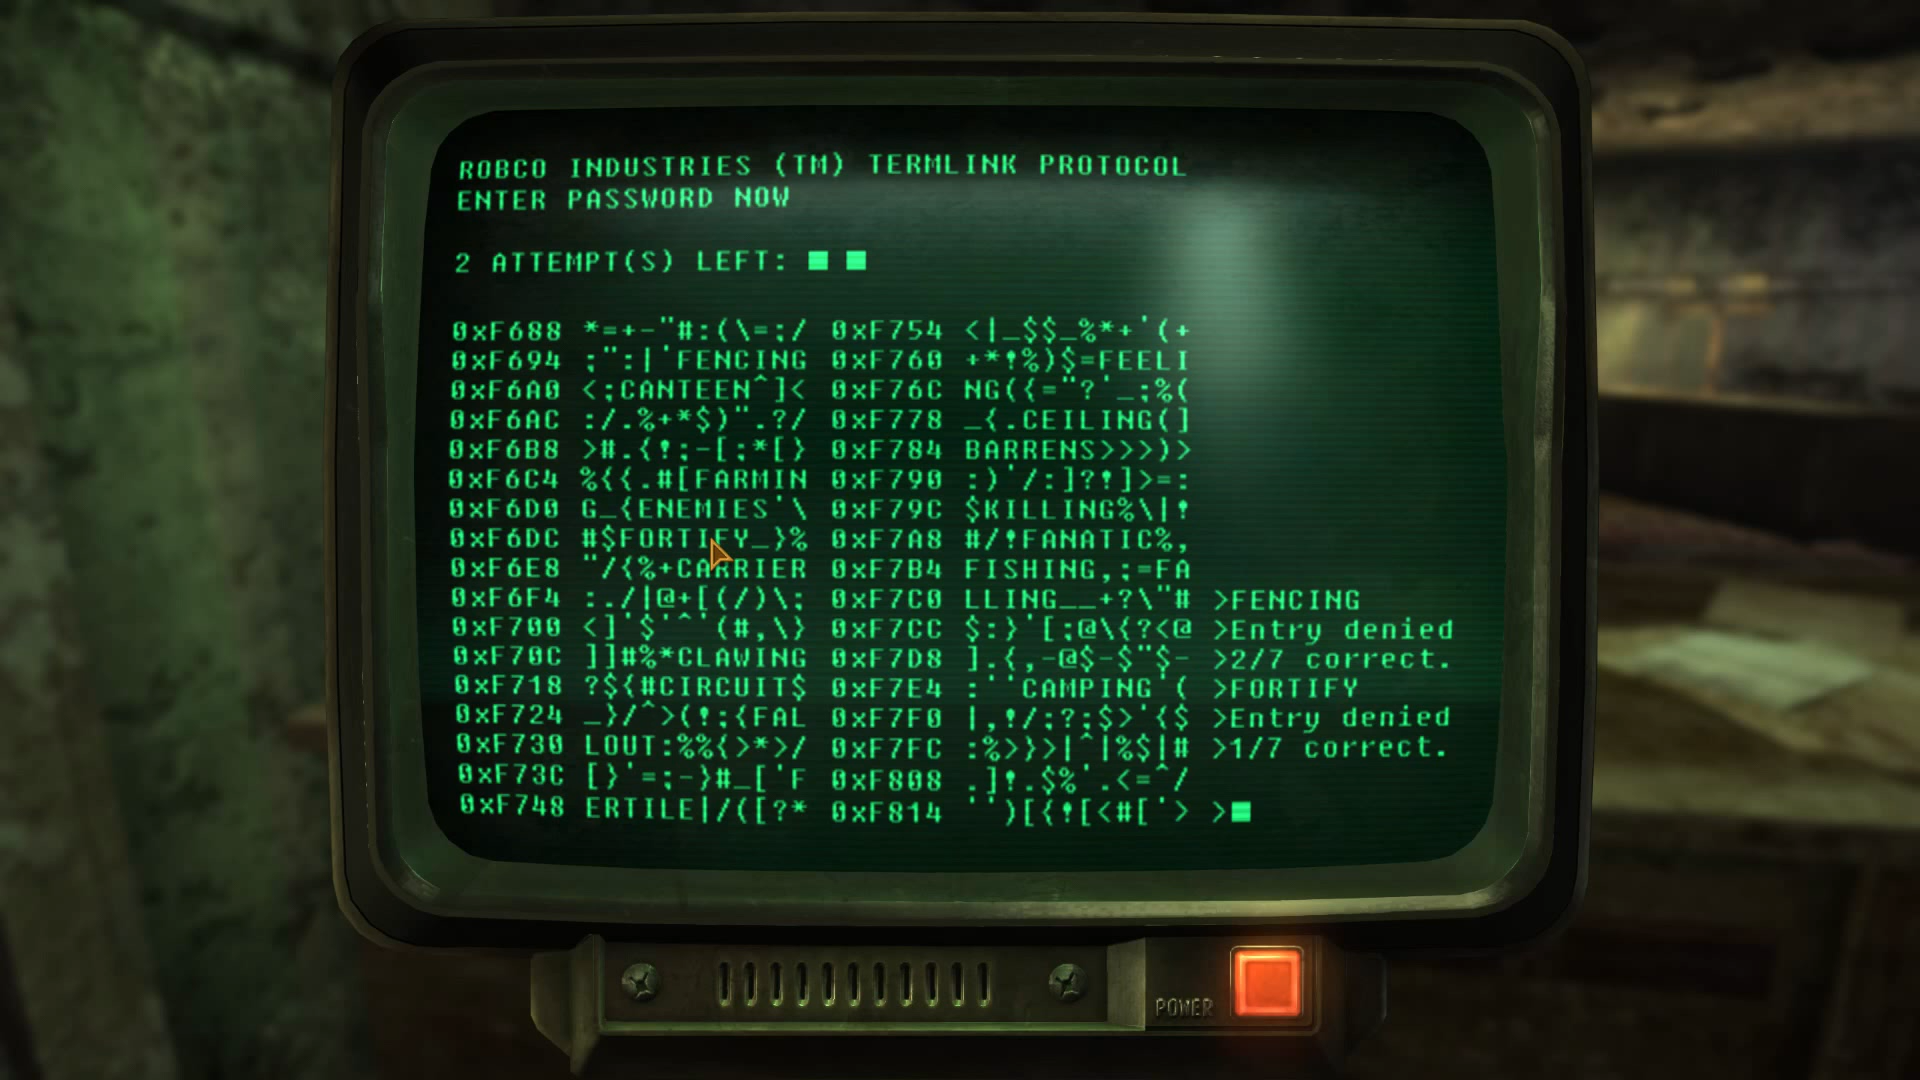 ROBCO INDUSTRIES (TM) TERMLINK PROTOCOL
ENTER PASSWORD NOW
2 ATTEMPT(S) LEFT: ■ ■
0xF688 *=+-"#:(\=;/ 0xF754 <|_$$_%*+'(+
0xF694 ;":|'FENCING 0xF760 +*!%)$=FEELI
0xF6A0 <;CANTEEN^]< 0xF76C NG({="?'_;%(
0xF6AC :/.%+*$)".?/ 0xF778 _{.CEILING(]
0xF6B8 >#.{!;-[;*[} 0xF784 BARRENS>>>)>
0xF6C4 %{{.#[FARMIN 0xF790 :)'/:]?!]>=:
0xF6D0 G_{ENEMIES'\ 0xF79C $KILLING%\|!
0xF6DC #$FORTIFY_}% 0xF7A8 #/!FANATIC%,
0xF6E8 "/{%+CARRIER 0xF7B4 FISHING,;=FA
0xF6F4 :./|@+[(/)\; 0xF7C0 LLING__+?\"# >FENCING
0xF700 <]'$'^'(#,\} 0xF7CC $:}'[;@\{?<@ >Entry denied
0xF70C ]]#%*CLAWING 0xF7D8 ].{,-@$-$"$- >2/7 correct.
0xF718 ?${#CIRCUIT$ 0xF7E4 :''CAMPING'( >FORTIFY
0xF724 _}/^>(!;{FAL 0xF7F0 |,!/;?;$>'{$ >Entry denied
0xF730 LOUT:%%{>*>/ 0xF7FC :%>}>|^|%$|# >1/7 correct.
0xF73C [}'=;-}#_['F 0xF808 .]!.$%'.<=^/
0xF748 ERTILE|/([?* 0xF814 '')[{![<#['> >■
POWER